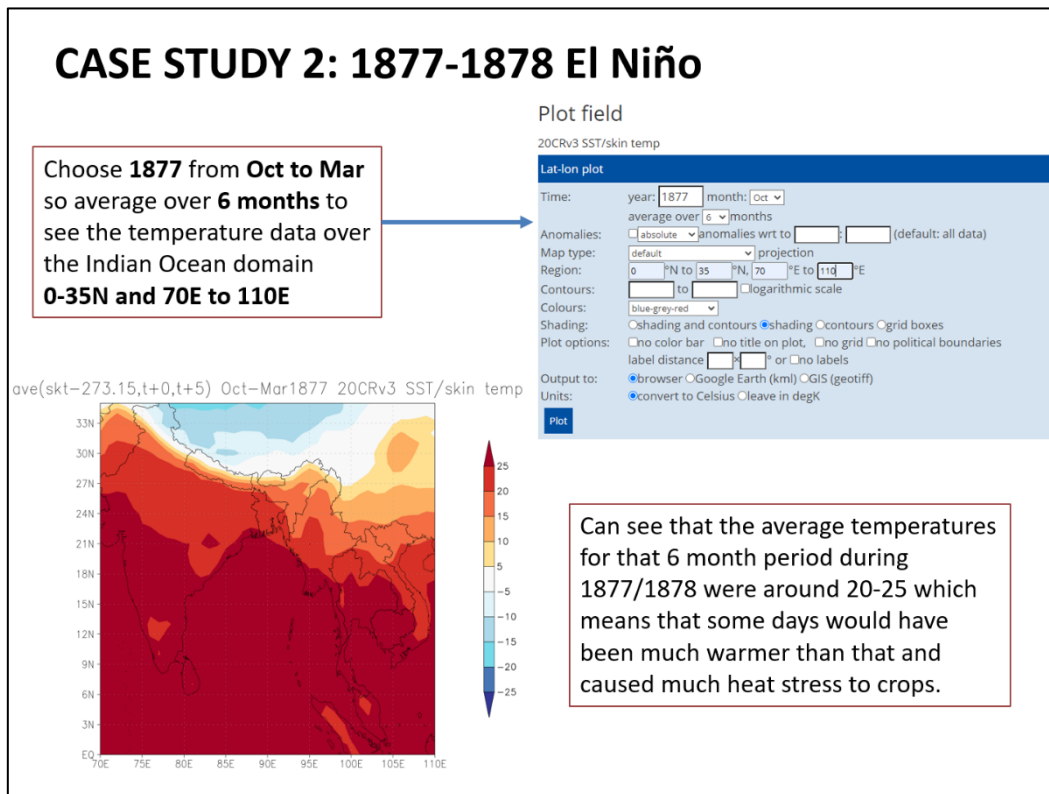 CASE STUDY 2: 1877-1878 El Niño
Choose 1877 from Oct to Mar
so average over 6 months to
see the temperature data over
the Indian Ocean domain
0-35N and 70E to 110E
Plot field
20CRv3 SST/skin temp
Lat-lon plot
Time: year: 1877 month: Oct
average over 6 months
Anomalies: absolute anomalies wrt to : (default: all data)
Map type: default projection
Region: 0 °N to 35 °N, 70 °E to 110 °E
Contours: to logarithmic scale
Colours: blue-grey-red
Shading: shading and contours shading contours grid boxes
Plot options: no color bar no title on plot, no grid no political boundaries
label distance × ° or no labels
Output to: browser Google Earth (kml) GIS (geotiff)
Units: convert to Celsius leave in degK
Plot
ave(skt-273.15,t+0,t+5) Oct-Mar1877 20CRv3 SST/skin temp
33N
30N
27N
24N
21N
18N
15N
12N
9N
6N
3N
EQ
70E 75E 80E 85E 90E 95E 100E 105E 110E
25
20
15
10
5
-5
-10
-15
-20
-25
Can see that the average temperatures
for that 6 month period during
1877/1878 were around 20-25 which
means that some days would have
been much warmer than that and
caused much heat stress to crops.